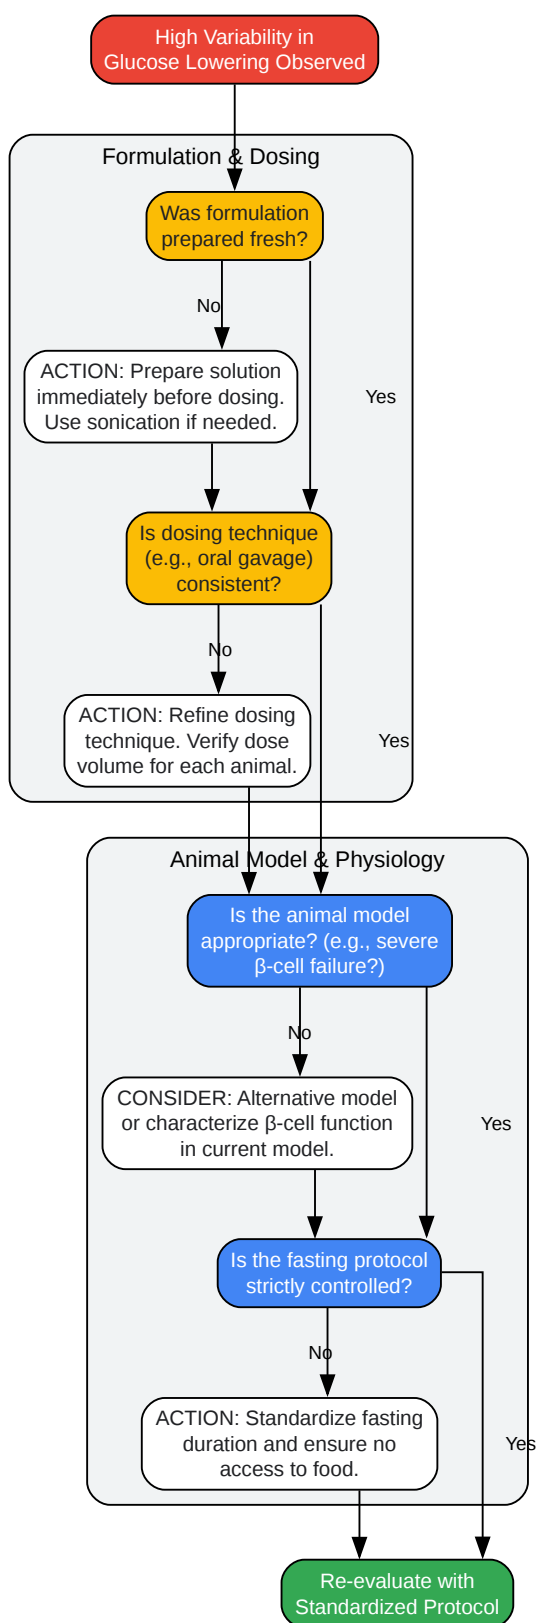 High Variability in
Glucose Lowering Observed
Formulation & Dosing
Was formulation
prepared fresh?
No
ACTION: Prepare solution
immediately before dosing.
Use sonication if needed.
Yes
Is dosing technique
(e.g., oral gavage)
consistent?
No
ACTION: Refine dosing
technique. Verify dose
volume for each animal.
Yes
Animal Model & Physiology
Is the animal model
appropriate? (e.g., severe
β-cell failure?)
No
CONSIDER: Alternative model
or characterize β-cell function
in current model.
Yes
Is the fasting protocol
strictly controlled?
No
ACTION: Standardize fasting
duration and ensure no
access to food.
Yes
Re-evaluate with
Standardized Protocol